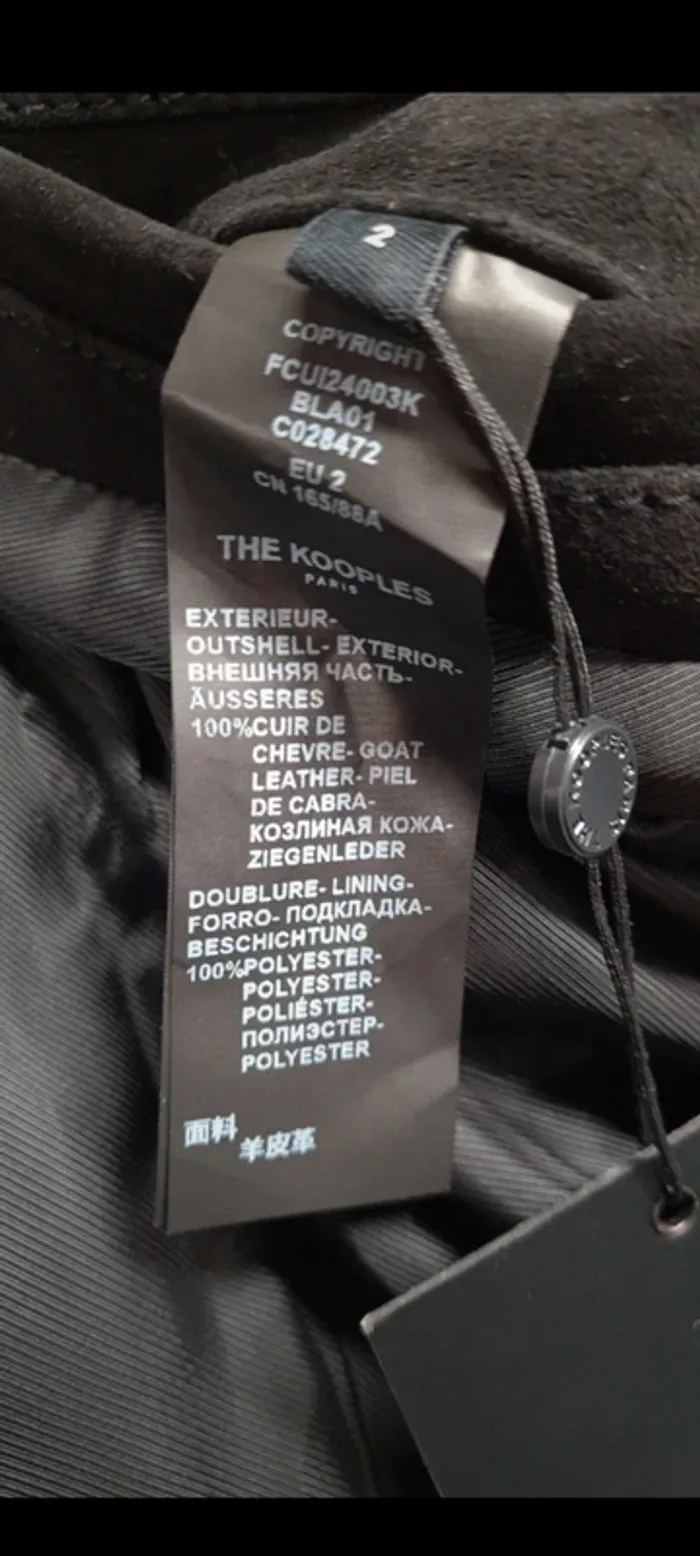 2
COPYRIGHT
FCUI24003K
BLA01
C028472
EU 2
CN 165/88A
THE KOOPLES
PARIS
EXTERIEUR-
OUTSHELL- EXTERIOR-
ВНЕШНЯЯ ЧАСТЬ-
ÄUSSERES
100%CUIR DE
CHEVRE- GOAT
LEATHER- PIEL
DE CABRA-
КОЗЛИНАЯ КОЖА-
ZIEGENLEDER
DOUBLURE- LINING-
FORRO- ПОДКЛАДКА-
BESCHICHTUNG
100%POLYESTER-
POLYESTER-
POLIÉSTER-
ПОЛИЭСТЕР-
POLYESTER
面料
羊皮革